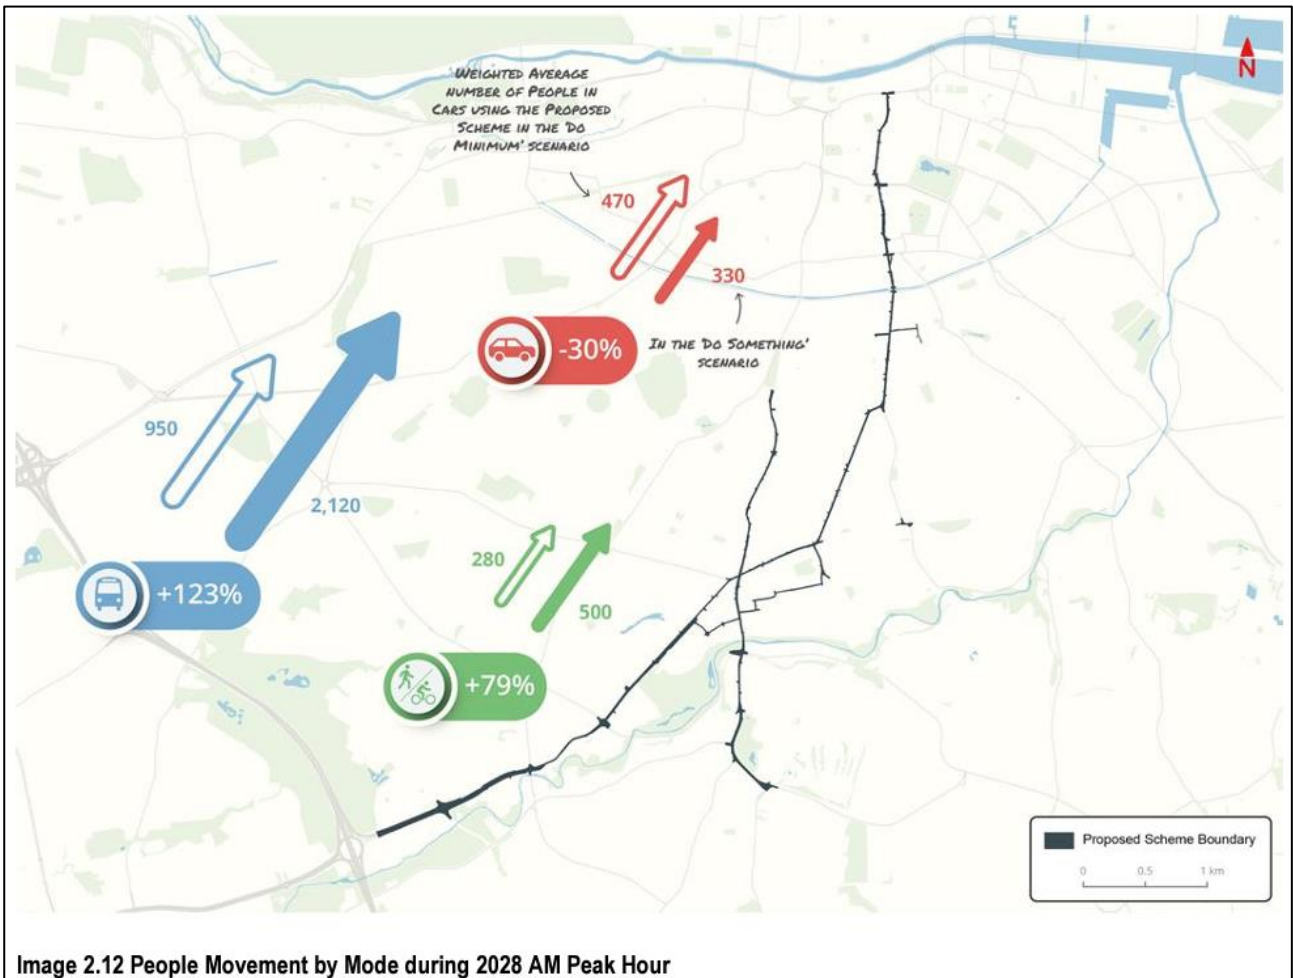 N
WEIGHTED AVERAGE
NUMBER OF PEOPLE IN
CARS USING THE PROPOSED
SCHEME IN THE 'DO
MINIMUM' SCENARIO
470
330
-30%
IN THE 'DO SOMETHING'
SCENARIO
950
2,120
+123%
280
500
+79%
Proposed Scheme Boundary
0 0.5 1 km
Image 2.12 People Movement by Mode during 2028 AM Peak Hour